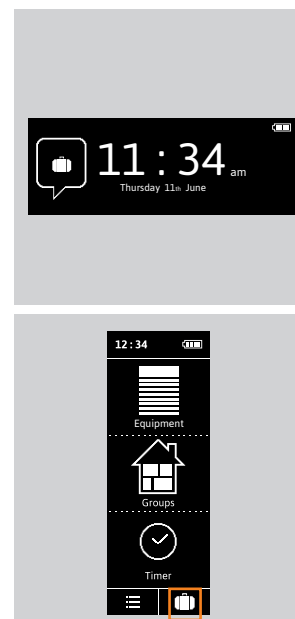 11 : 34 am
Thursday 11th June
12:34
Equipment
Groups
Timer